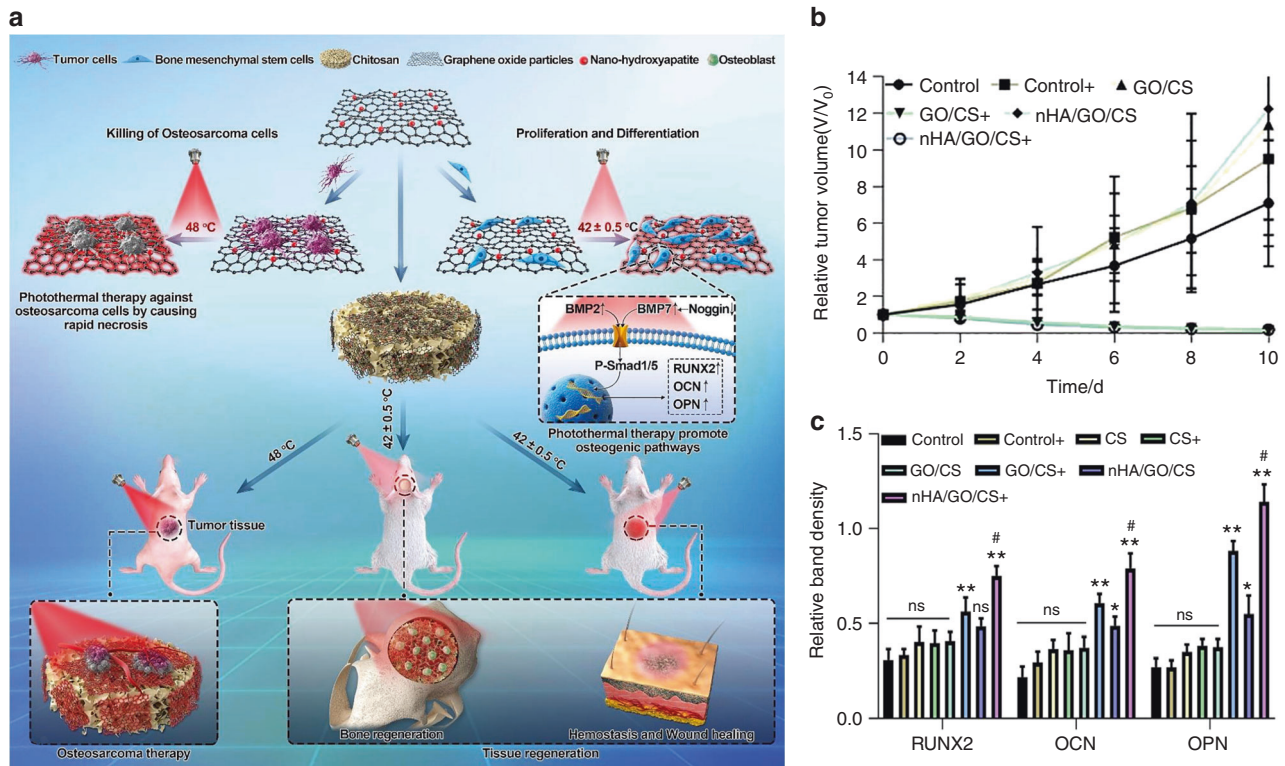 a
Tumor cells
Bone mesenchymal stem cells
Chitosan
Graphene oxide particles
Nano-hydroxyapatite
Osteoblast
Killing of Osteosarcoma cells
Proliferation and Differentiation
48 °C
42 ± 0.5 °C
Photothermal therapy against
osteosarcoma cells by causing
rapid necrosis
BMP2↑
BMP7↑
Noggin↓
P-Smad1/5
RUNX2↑
OCN ↑
OPN ↑
Photothermal therapy promote
osteogenic pathways
48 °C
42 ± 0.5 °C
42 ± 0.5 °C
Tumor tissue
Bone regeneration
Hemostasis and Wound healing
Osteosarcoma therapy
Tissue regeneration
b
Relative tumor volume(V/V0)
14
12
10
8
6
4
2
0
Control
Control+
GO/CS
GO/CS+
nHA/GO/CS
nHA/GO/CS+
0
2
4
6
8
10
Time/d
c
Relative band density
1.5
1.0
0.5
0.0
Control
Control+
CS
CS+
GO/CS
GO/CS+
nHA/GO/CS
nHA/GO/CS+
ns
**
ns
#
**
ns
**
*
#
**
ns
**
*
#
**
RUNX2
OCN
OPN